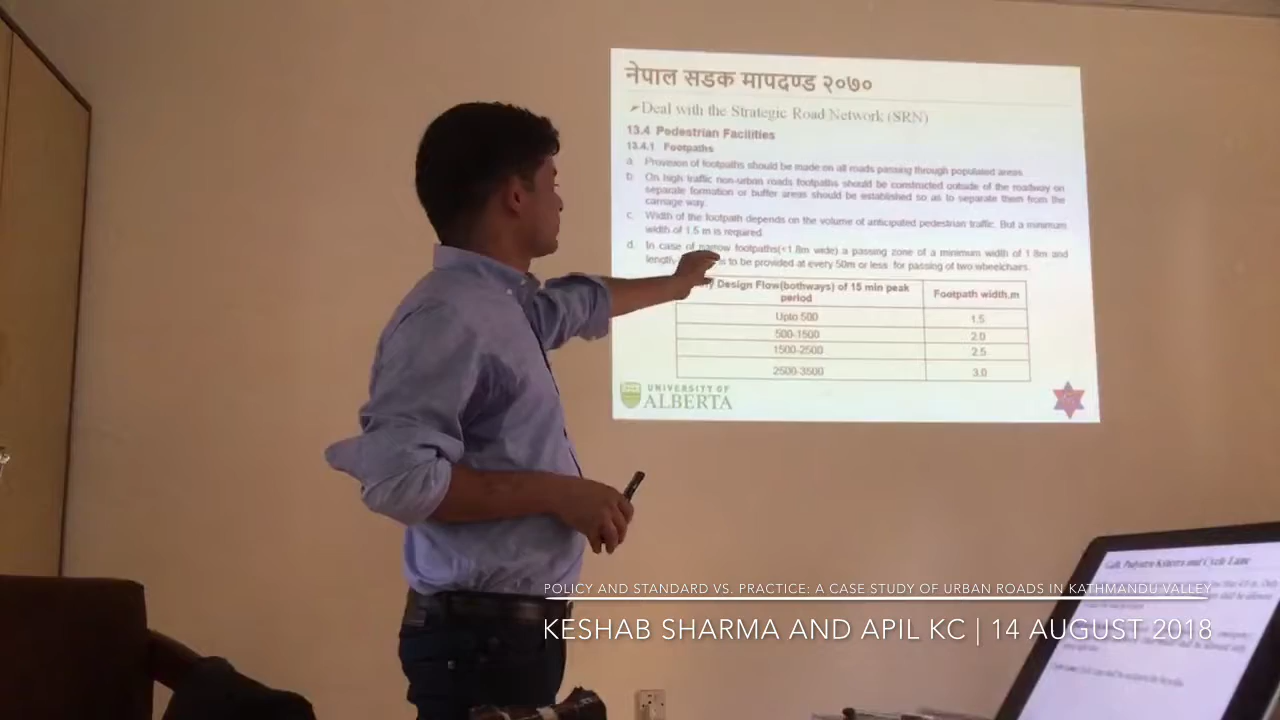 नेपाल सडक मापदण्ड २०७०
Deal with the Strategic Road Network (SRN)
13.4 Pedestrian Facilities
13.4.1 Footpaths
a. Provision of footpaths should be made on all roads passing through populated areas.
b. On high traffic non-urban roads footpaths should be constructed outside of the roadway on
separate formation or buffer areas should be established so as to separate them from the
carriage way.
c. Width of the footpath depends on the volume of anticipated pedestrian traffic. But a minimum
width of 1.5 m is required.
d. In case of narrow footpaths(<1.8m wide) a passing zone of a minimum width of 1.8m and
length is to be provided at every 50m or less for passing of two wheelchairs.
Design Flow(bothways) of 15 min peak
period
Footpath width,m
Upto 500 1.5
500-1500 2.0
1500-2500 2.5
2500-3500 3.0
UNIVERSITY OF
ALBERTA
and Cycle Lane
POLICY AND STANDARD VS. PRACTICE: A CASE STUDY OF URBAN ROADS IN KATHMANDU VALLEY
KESHAB SHARMA AND APIL KC | 14 AUGUST 2018